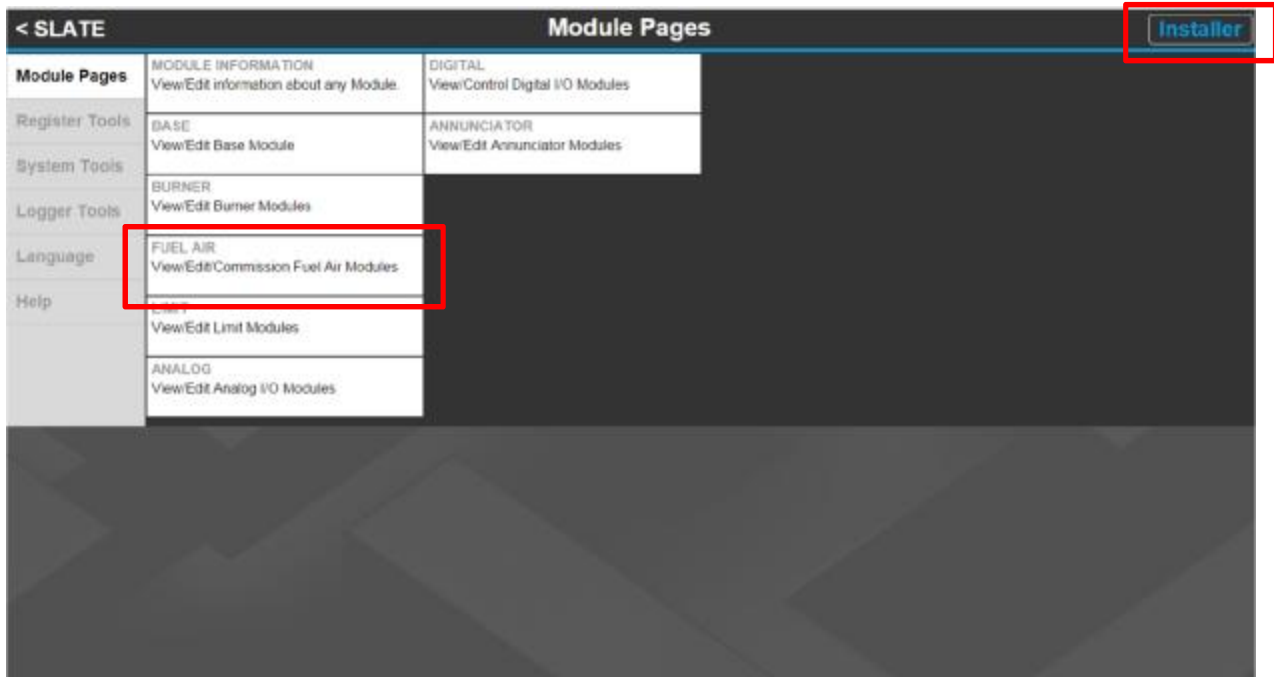 < SLATE
Module Pages
Installer
Module Pages
Register Tools
System Tools
Logger Tools
Language
Help
MODULE INFORMATION
View/Edit information about any Module.
BASE
View/Edit Base Module
BURNER
View/Edit Burner Modules
FUEL AIR
View/Edit/Commission Fuel Air Modules
LIMIT
View/Edit Limit Modules
ANALOG
View/Edit Analog I/O Modules
DIGITAL
View/Control Digital I/O Modules
ANNUNCIATOR
View/Edit Annunciator Modules